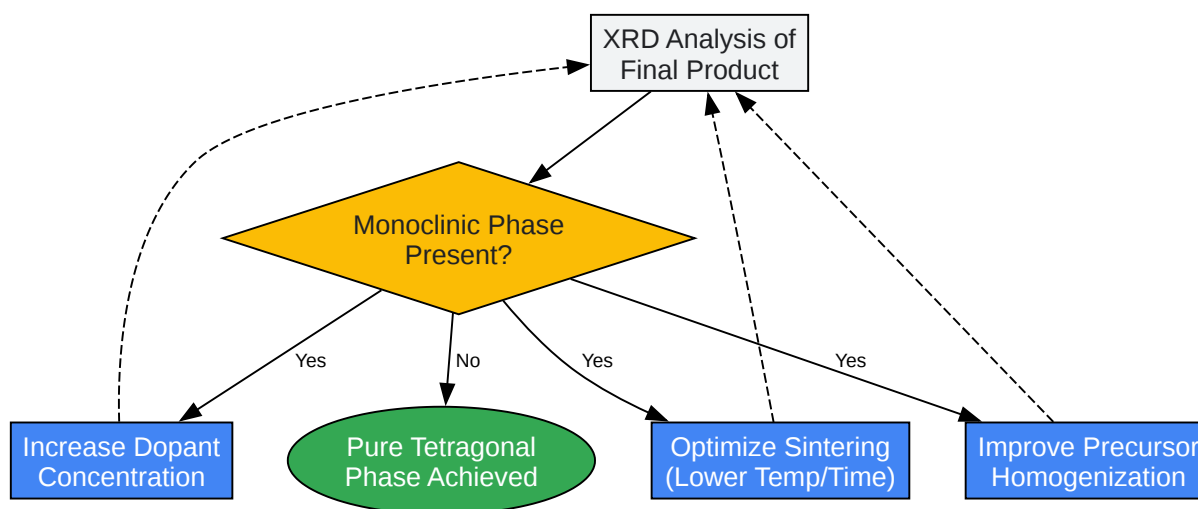 XRD Analysis of
Final Product
Monoclinic Phase
Present?
Yes
No
Yes
Yes
Increase Dopant
Concentration
Pure Tetragonal
Phase Achieved
Optimize Sintering
(Lower Temp/Time)
Improve Precursor
Homogenization